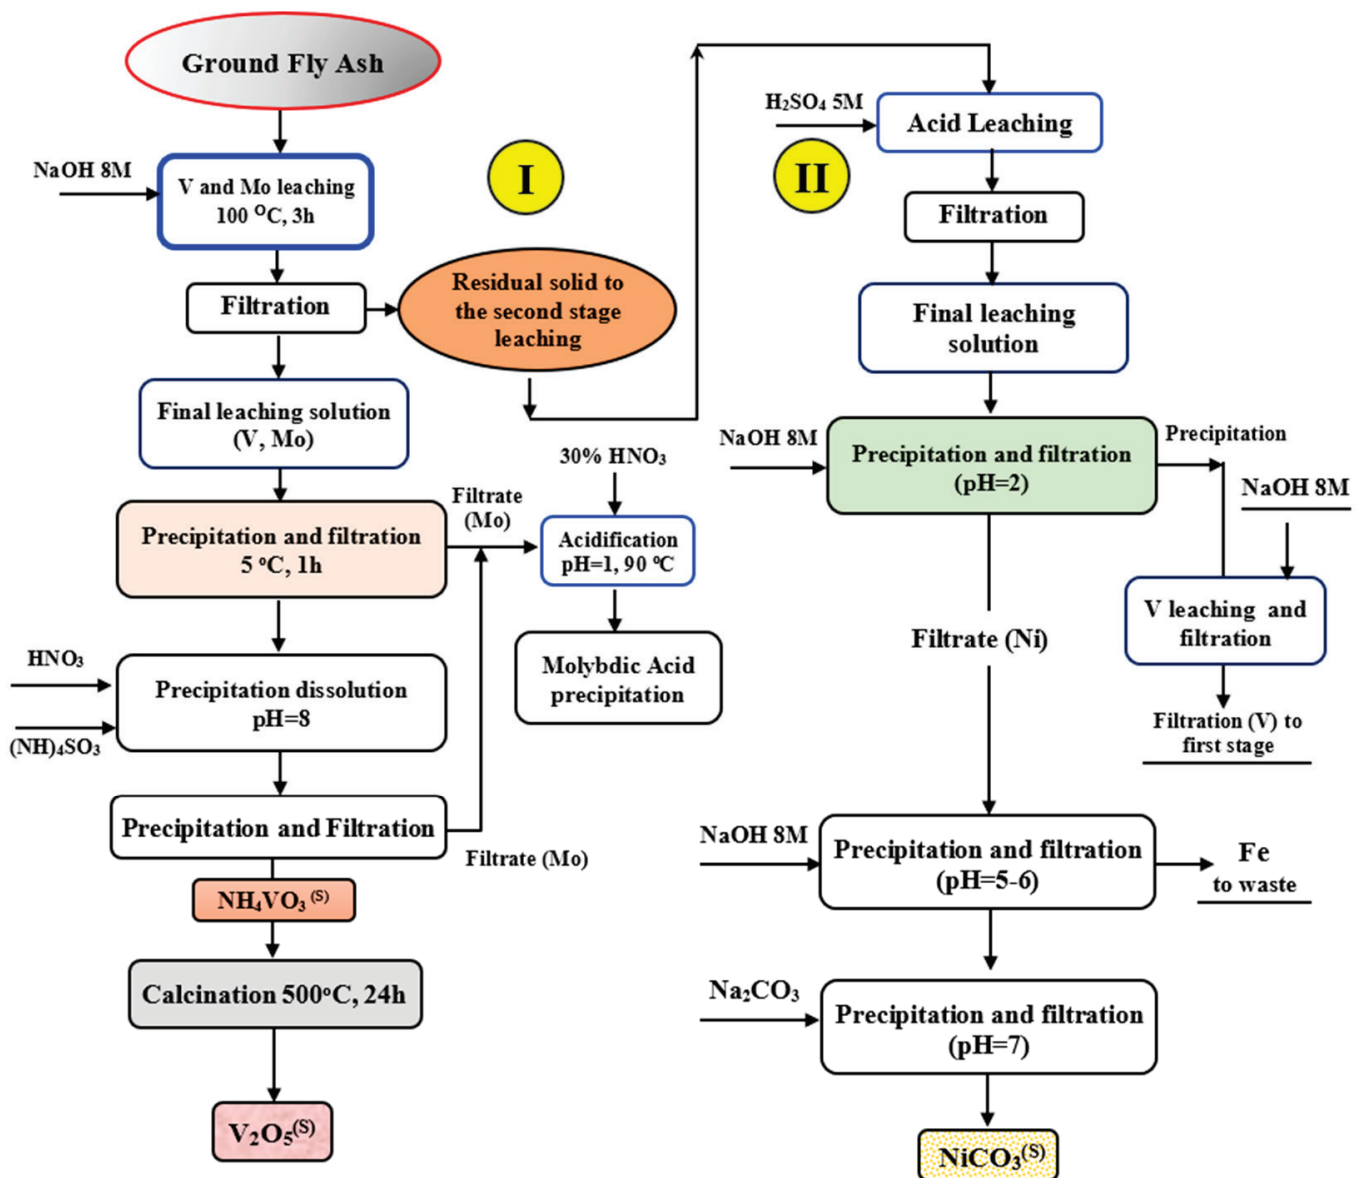 Ground Fly Ash
NaOH 8M
V and Mo leaching
100 ᴼC, 3h
I
Filtration
Residual solid to
the second stage
leaching
Final leaching solution
(V, Mo)
Precipitation and filtration
5 ᵒC, 1h
Filtrate
(Mo)
30% HNO₃
Acidification
pH=1, 90 ᵒC
Molybdic Acid
precipitation
HNO₃
(NH)₄SO₃
Precipitation dissolution
pH=8
Precipitation and Filtration
Filtrate (Mo)
NH₄VO₃ ⁽ˢ⁾
Calcination 500ᵒC, 24h
V₂O₅⁽ˢ⁾
H₂SO₄ 5M
II
Acid Leaching
Filtration
Final leaching
solution
NaOH 8M
Precipitation and filtration
(pH=2)
Precipitation
NaOH 8M
V leaching and
filtration
Filtration (V) to
first stage
Filtrate (Ni)
NaOH 8M
Precipitation and filtration
(pH=5-6)
Fe
to waste
Na₂CO₃
Precipitation and filtration
(pH=7)
NiCO₃⁽ˢ⁾